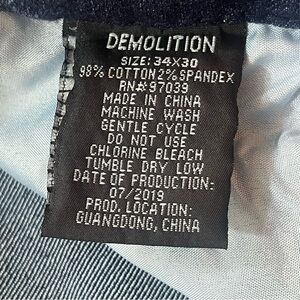 DEMOLITION
SIZE: 34X30
98% COTTON 2% SPANDEX
RN# 97039
MADE IN CHINA
MACHINE WASH
GENTLE CYCLE
DO NOT USE
CHLORINE BLEACH
TUMBLE DRY LOW
DATE OF PRODUCTION:
07/2019
PROD. LOCATION:
GUANGDONG, CHINA